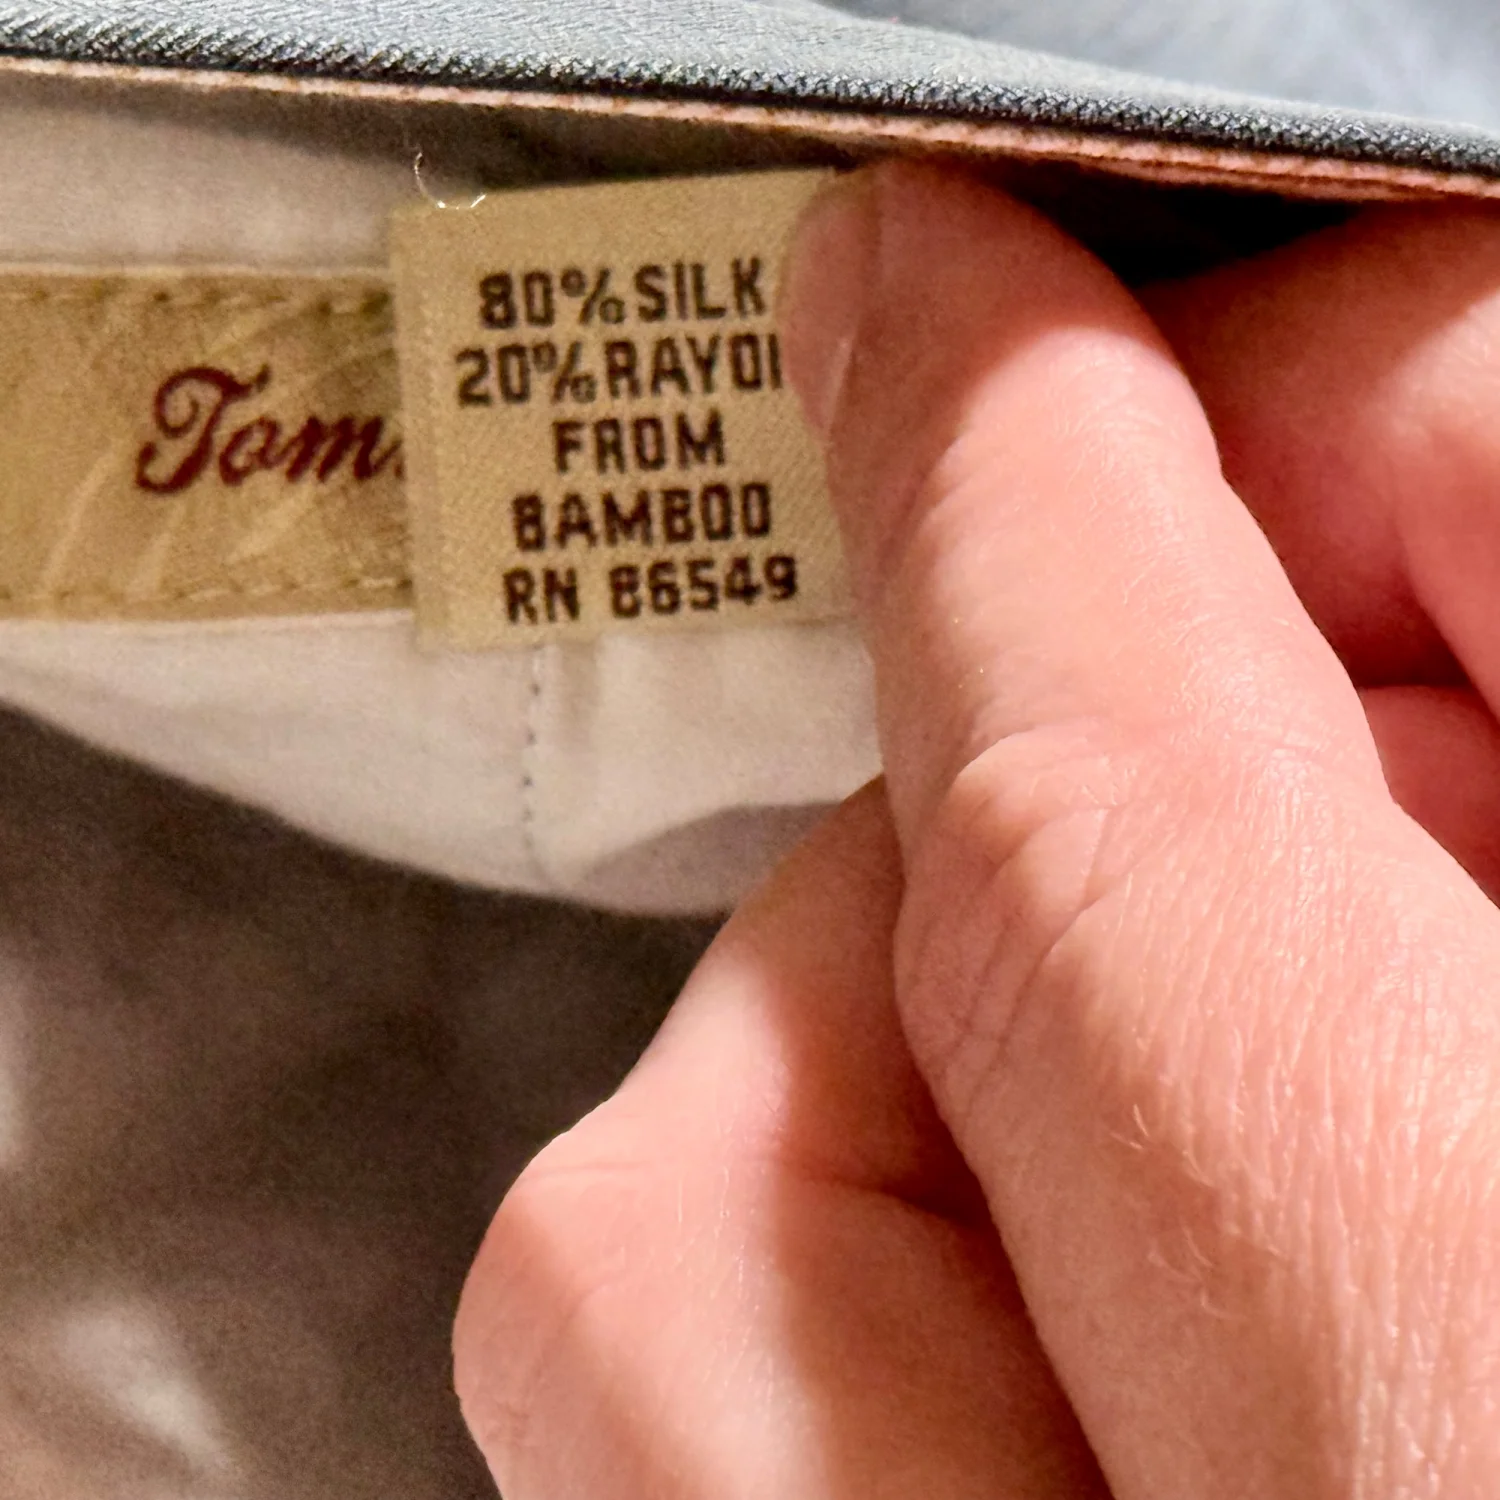 Tom
80% SILK
20% RAYO
FROM
BAMBOO
RN 86549